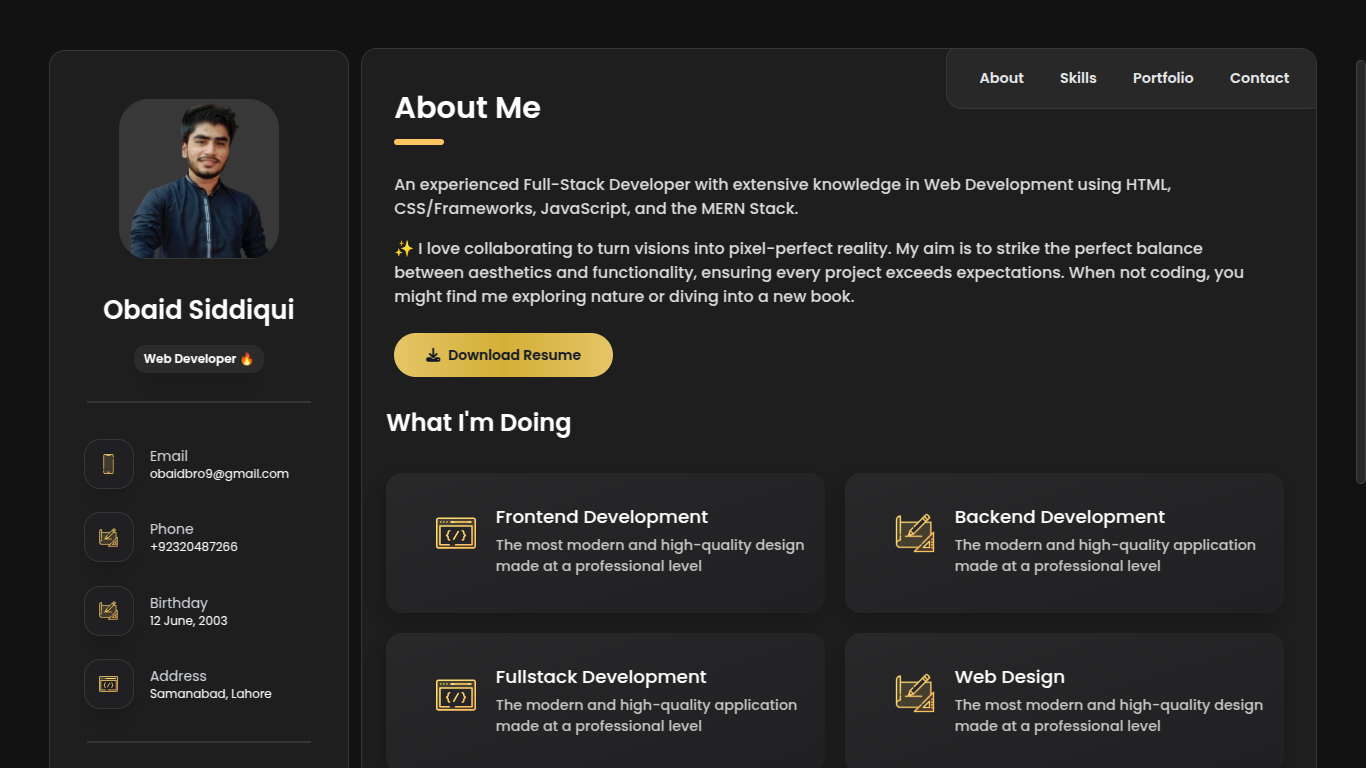 Obaid Siddiqui
Web Developer 🔥
Email
obaidbro9@gmail.com
Phone
+92320487266
Birthday
12 June, 2003
Address
Samanabad, Lahore
About Skills Portfolio Contact
About Me
An experienced Full-Stack Developer with extensive knowledge in Web Development using HTML,
CSS/Frameworks, JavaScript, and the MERN Stack.
✨ I love collaborating to turn visions into pixel-perfect reality. My aim is to strike the perfect balance
between aesthetics and functionality, ensuring every project exceeds expectations. When not coding, you
might find me exploring nature or diving into a new book.
Download Resume
What I'm Doing
Frontend Development
The most modern and high-quality design
made at a professional level
Backend Development
The modern and high-quality application
made at a professional level
Fullstack Development
The modern and high-quality application
made at a professional level
Web Design
The most modern and high-quality design
made at a professional level